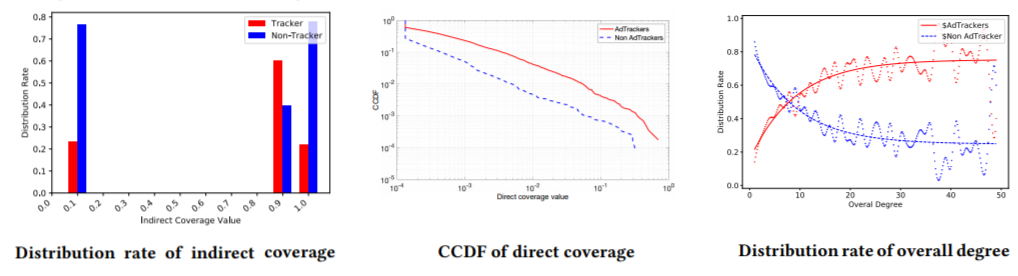 0.8
0.7
0.6
0.5
0.4
0.3
0.2
0.1
0.0
Distribution Rate
Tracker
Non-Tracker
0.0
0.1
0.2
0.3
0.4
0.5
0.6
0.7
0.8
0.9
1.0
Indirect Coverage Value
Distribution rate of indirect coverage
10^0
10^-1
10^-2
10^-3
10^-4
10^-5
CCDF
AdTrackers
Non AdTrackers
10^-4
10^-3
10^-2
10^-1
10^0
Direct coverage value
CCDF of direct coverage
1.0
0.8
0.6
0.4
0.2
0.0
Distribution Rate
$AdTrackers
$Non AdTracker
0
10
20
30
40
50
Overal Degree
Distribution rate of overall degree